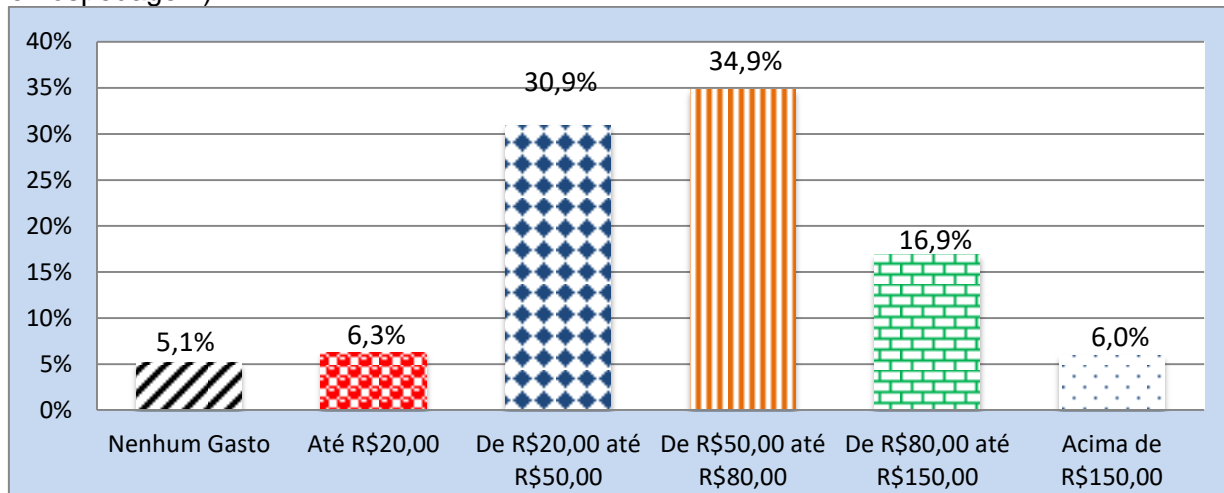 40%
35%
30%
25%
20%
15%
10%
5%
0%
5,1%
6,3%
30,9%
34,9%
16,9%
6,0%
Nenhum Gasto
Até R$20,00
De R$20,00 até
R$50,00
De R$50,00 até
R$80,00
De R$80,00 até
R$150,00
Acima de
R$150,00